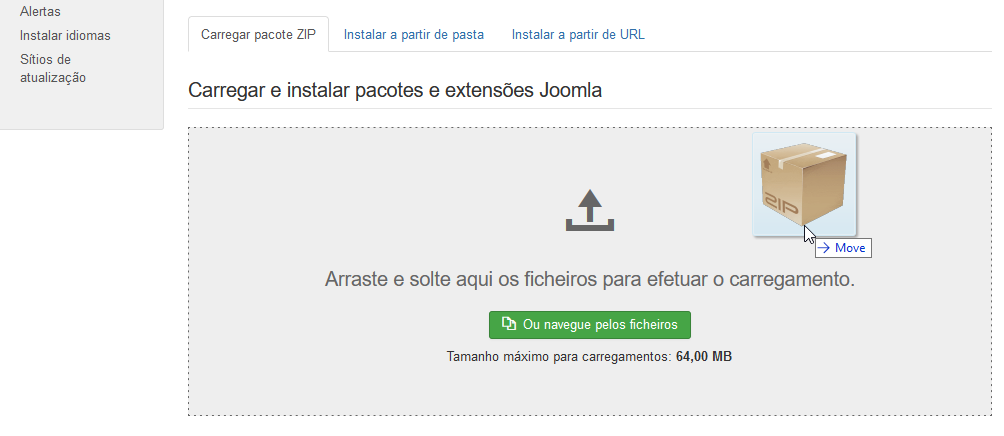 Alertas
Instalar idiomas
Sítios de
atualização
Carregar pacote ZIP
Instalar a partir de pasta
Instalar a partir de URL
Carregar e instalar pacotes e extensões Joomla
ZIP
Move
Arraste e solte aqui os ficheiros para efetuar o carregamento.
Ou navegue pelos ficheiros
Tamanho máximo para carregamentos: 64,00 MB